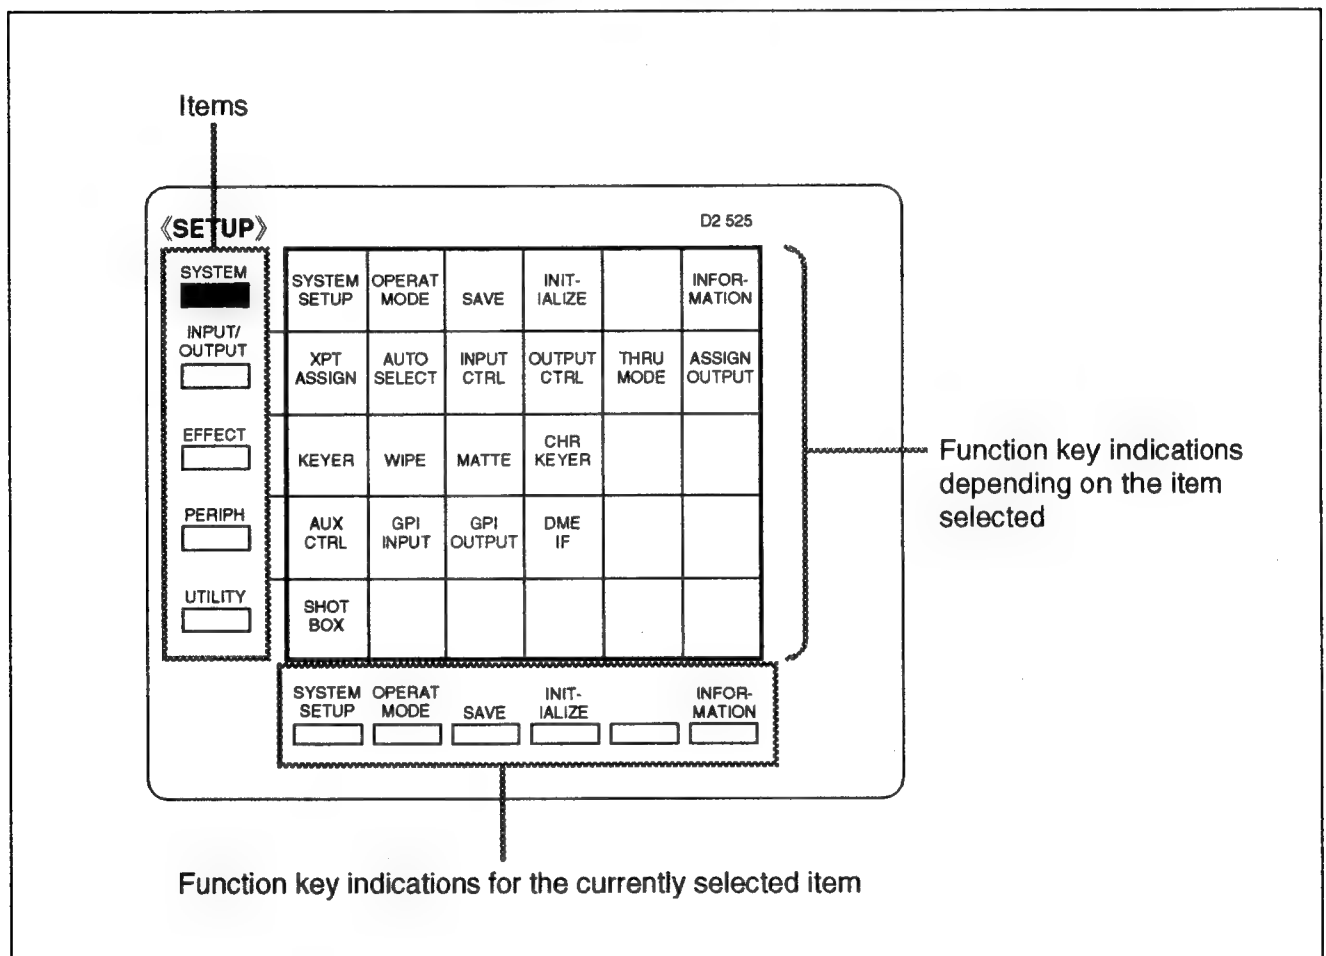 Items
《SETUP》
D2 525
SYSTEM
INPUT/
OUTPUT
EFFECT
PERIPH
UTILITY
SYSTEM SETUP
OPERAT MODE
SAVE
INIT-
IALIZE
INFOR-
MATION
XPT ASSIGN
AUTO SELECT
INPUT CTRL
OUTPUT CTRL
THRU MODE
ASSIGN OUTPUT
KEYER
WIPE
MATTE
CHR KEYER
AUX CTRL
GPI INPUT
GPI OUTPUT
DME IF
SHOT BOX
SYSTEM SETUP
OPERAT MODE
SAVE
INIT-
IALIZE
INFOR-
MATION
Function key indications
depending on the item
selected
Function key indications for the currently selected item